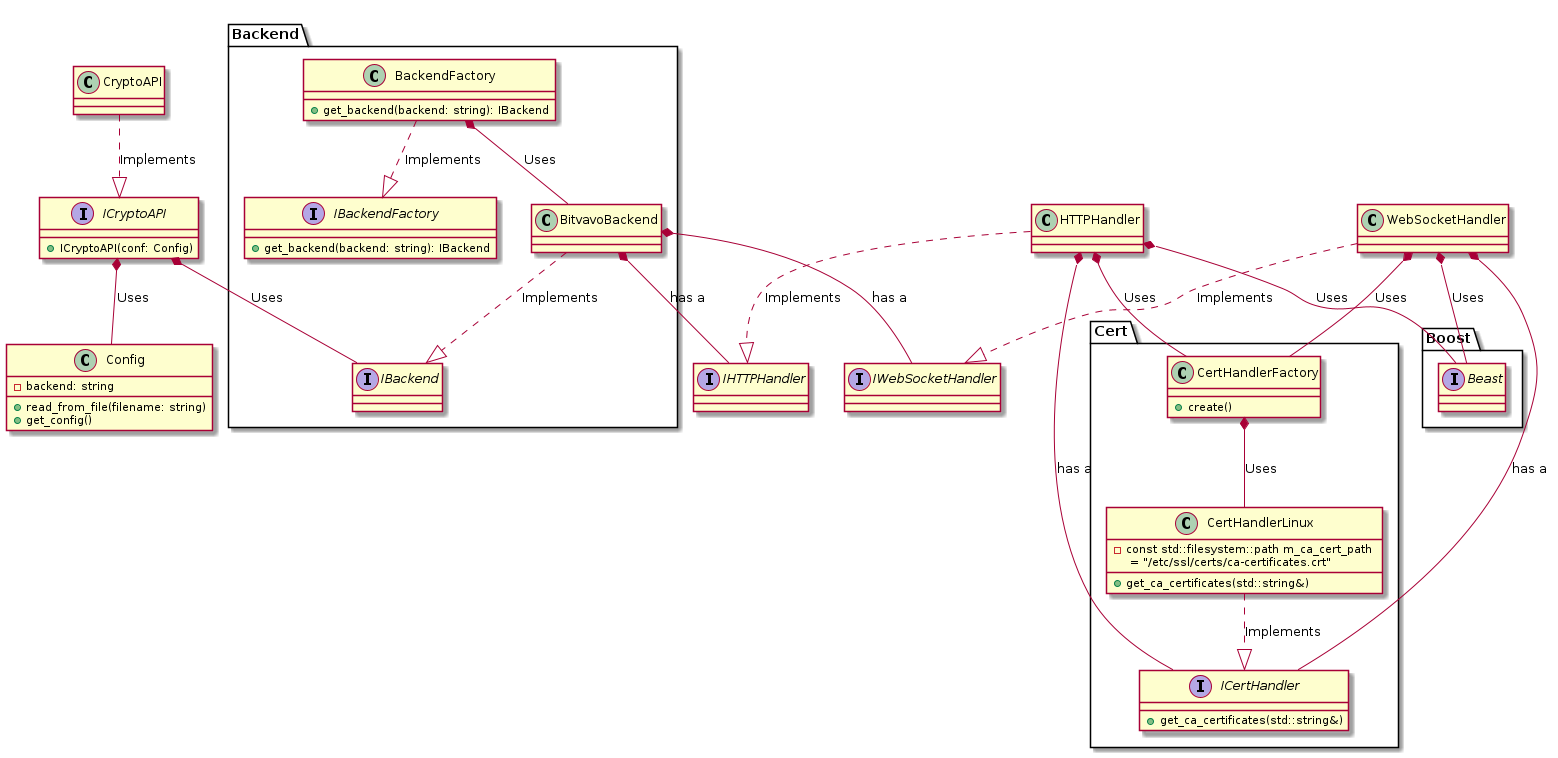 Backend
C BackendFactory
get_backend(backend: string): IBackend
C CryptoAPI
Implements
Implements
Uses
I ICryptoAPI
ICryptoAPI(conf: Config)
I IBackendFactory
get_backend(backend: string): IBackend
C BitvavoBackend
C HTTPHandler
C WebSocketHandler
Uses
Uses
Implements
has a
has a
Implements
Uses
Implements
Uses
Uses
Uses
Cert
Boost
C Config
backend: string
read_from_file(filename: string)
get_config()
I IBackend
I IHTTPHandler
I IWebSocketHandler
C CertHandlerFactory
create()
I Beast
has a
Uses
has a
C CertHandlerLinux
const std::filesystem::path m_ca_cert_path
= "/etc/ssl/certs/ca-certificates.crt"
get_ca_certificates(std::string&)
Implements
I ICertHandler
get_ca_certificates(std::string&)